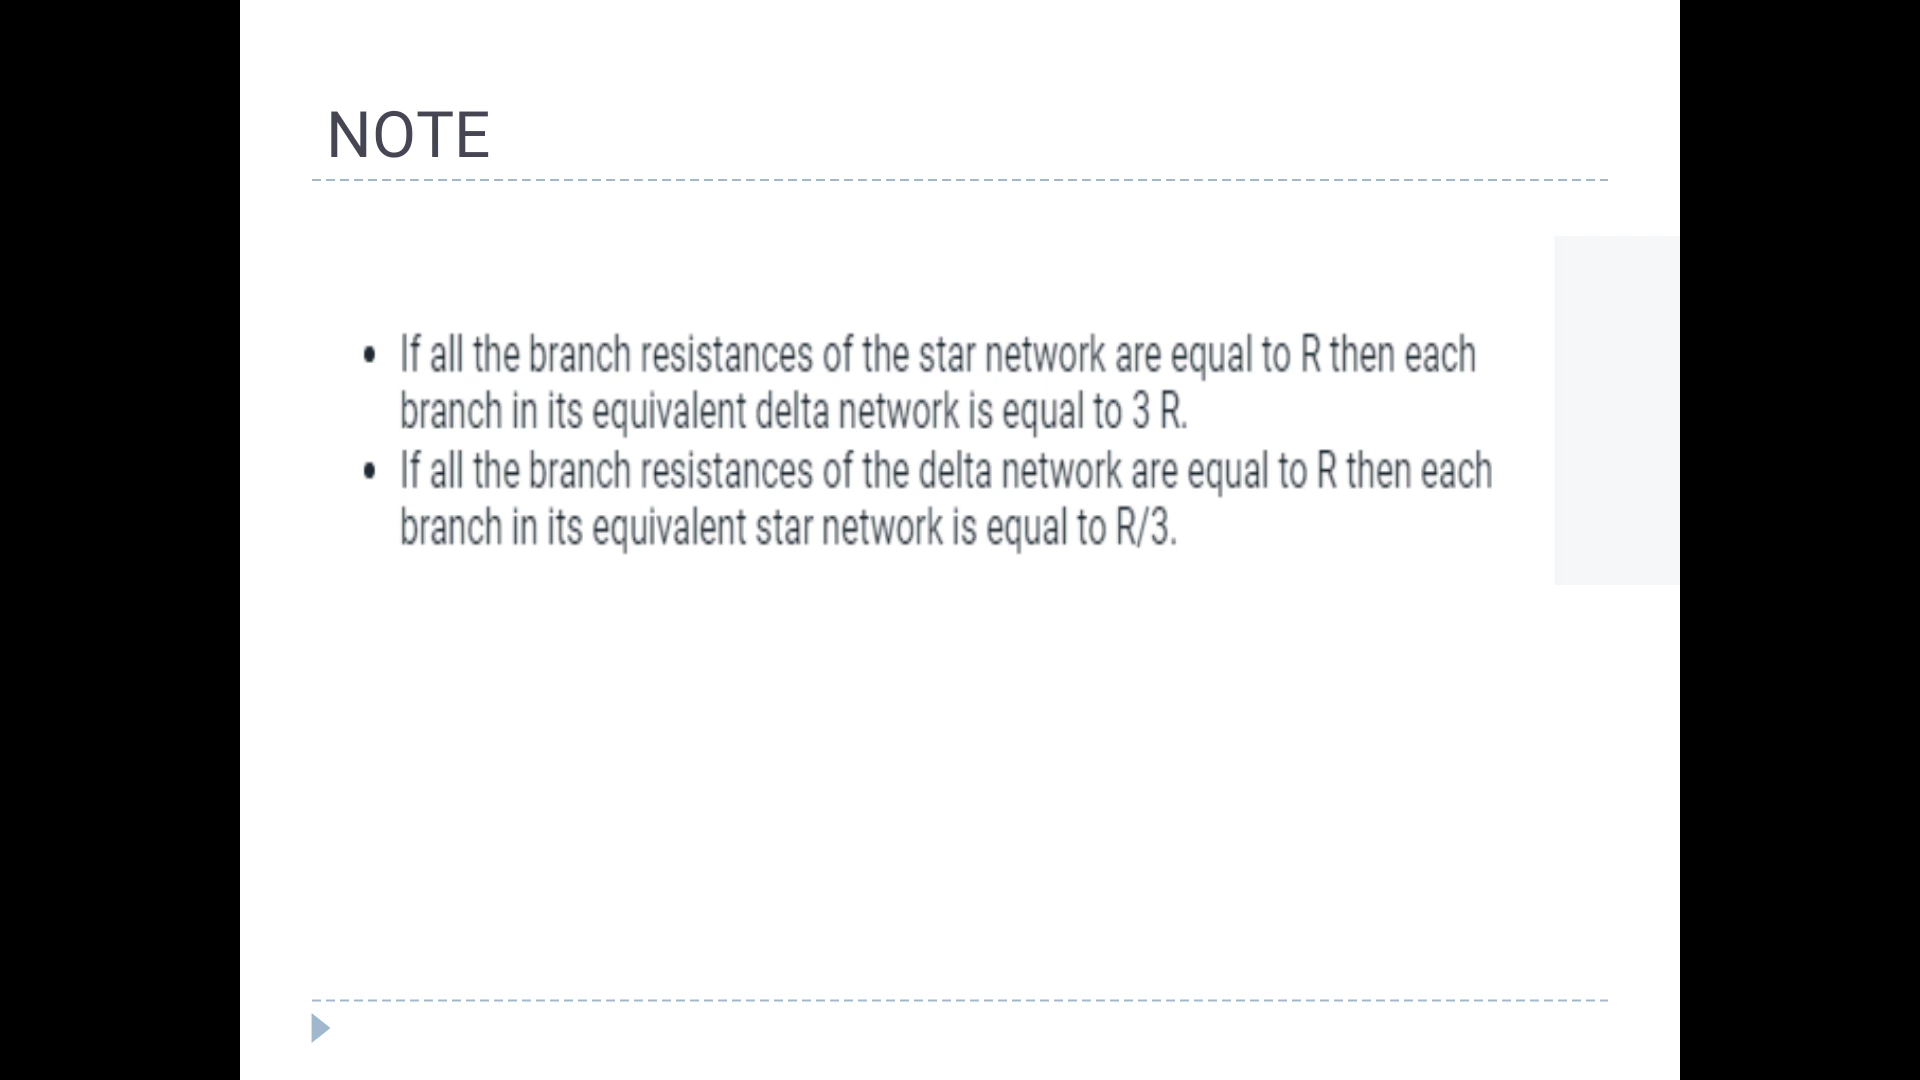 NOTE
• If all the branch resistances of the star network are equal to R then each
branch in its equivalent delta network is equal to 3 R.
• If all the branch resistances of the delta network are equal to R then each
branch in its equivalent star network is equal to R/3.